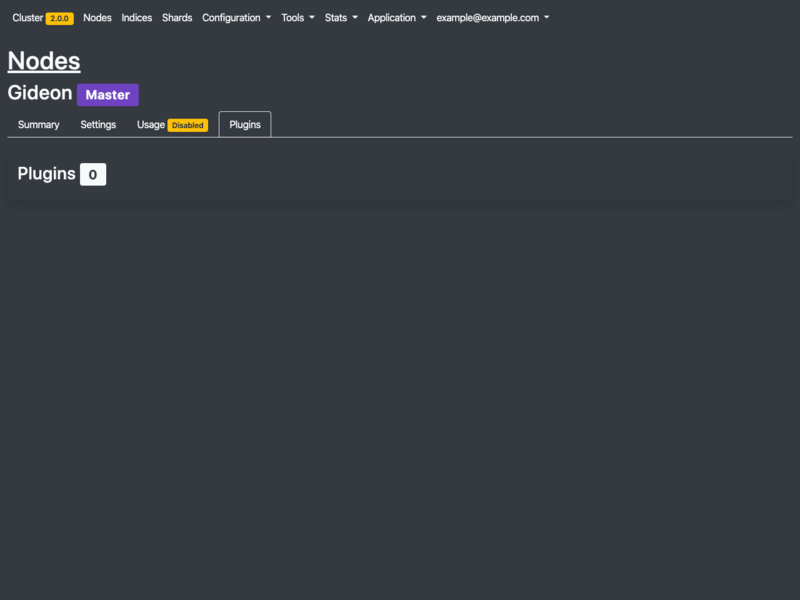 Cluster 2.0.0 Nodes Indices Shards Configuration Tools Stats Application example@example.com
Nodes
Gideon Master
Summary Settings Usage Disabled Plugins
Plugins 0